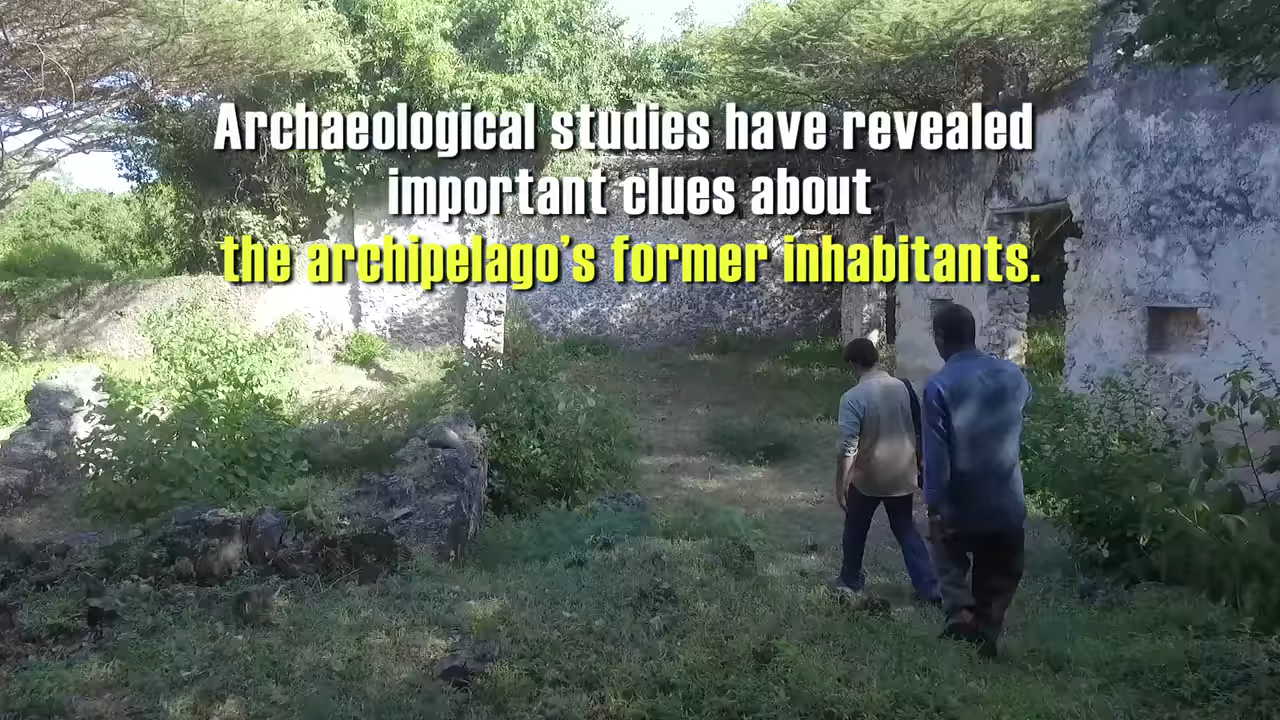 Archaeological studies have revealed
important clues about
the archipelago's former inhabitants.